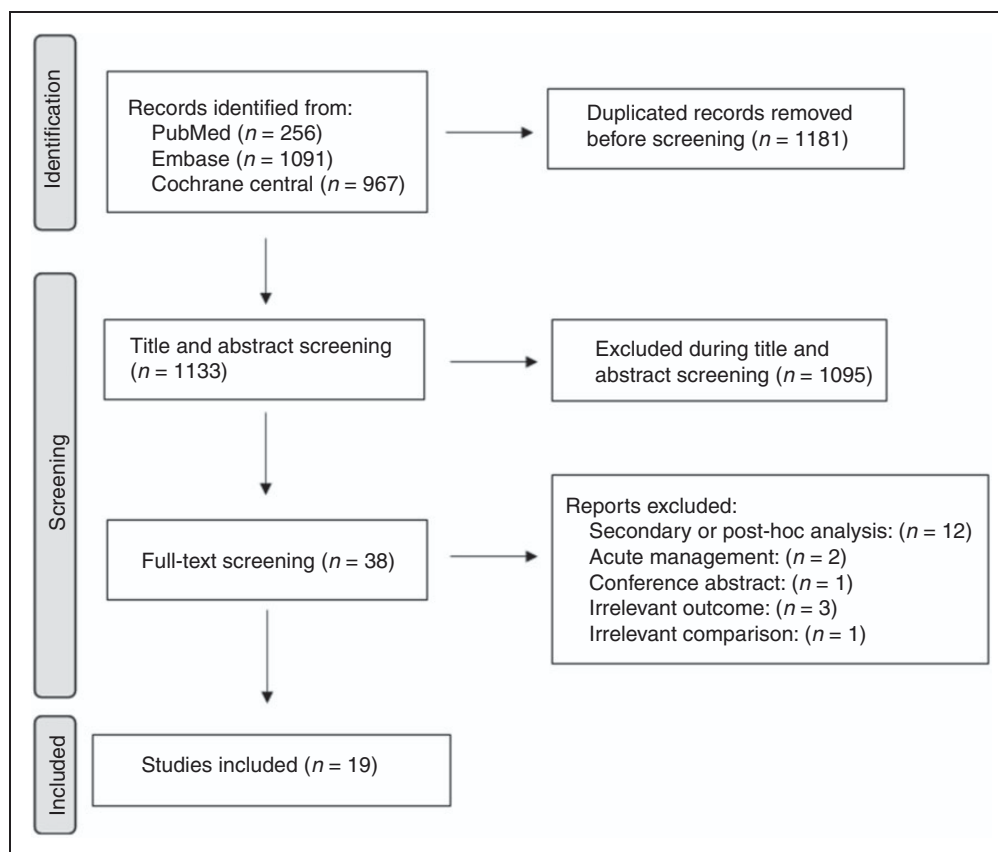 Identification
Records identified from:
PubMed (n = 256)
Embase (n = 1091)
Cochrane central (n = 967)
Duplicated records removed
before screening (n = 1181)
Screening
Title and abstract screening
(n = 1133)
Excluded during title and
abstract screening (n = 1095)
Full-text screening (n = 38)
Reports excluded:
Secondary or post-hoc analysis: (n = 12)
Acute management: (n = 2)
Conference abstract: (n = 1)
Irrelevant outcome: (n = 3)
Irrelevant comparison: (n = 1)
Included
Studies included (n = 19)